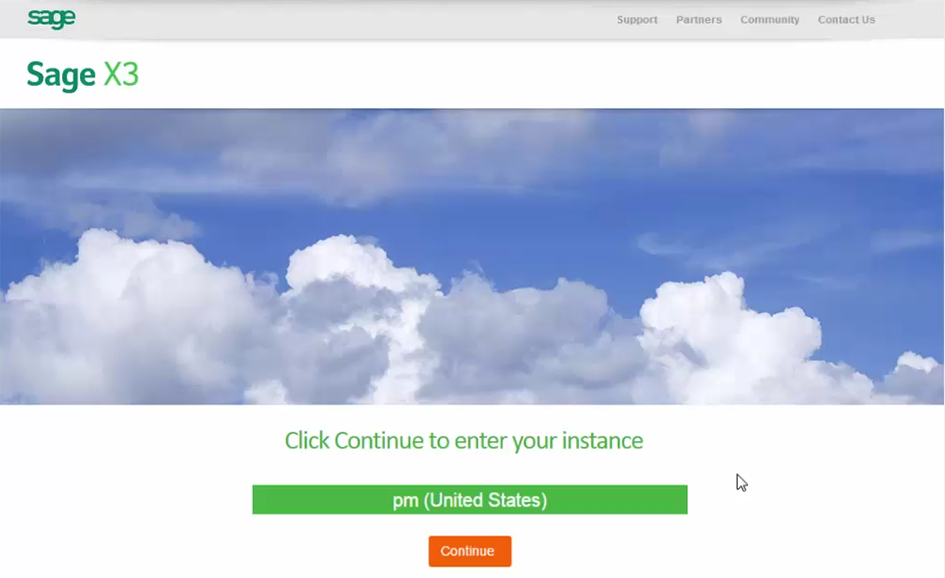 sage
Support Partners Community Contact Us
Sage X3
Click Continue to enter your instance
pm (United States)
Continue